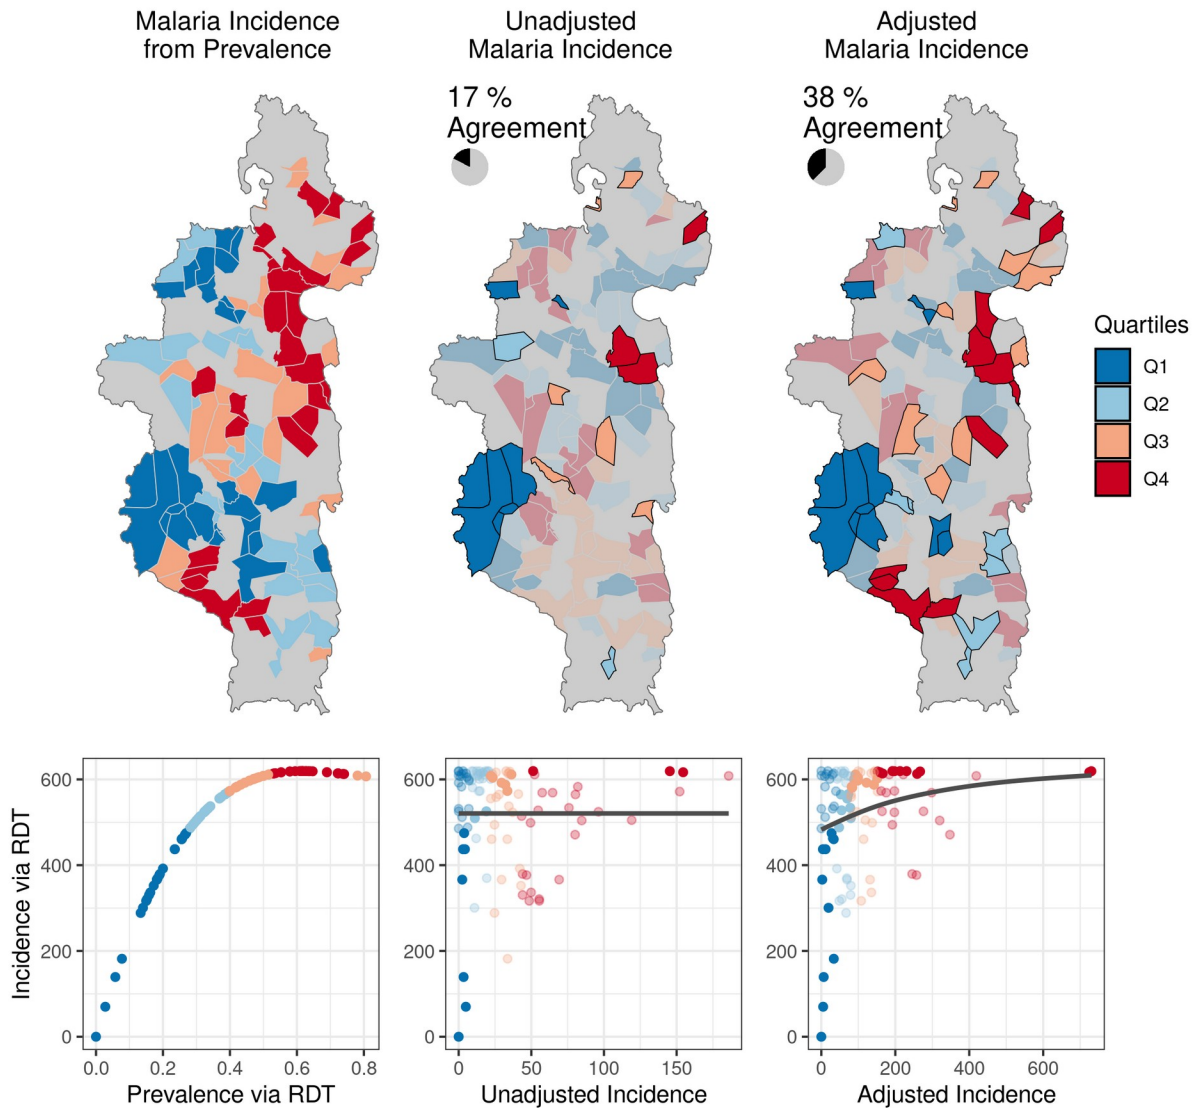 Malaria Incidence
from Prevalence
Unadjusted
Malaria Incidence
Adjusted
Malaria Incidence
17 %
Agreement
38 %
Agreement
Quartiles
Q1
Q2
Q3
Q4
Incidence via RDT
600
400
200
0
0.0 0.2 0.4 0.6 0.8
Prevalence via RDT
600
400
200
0
0 50 100 150
Unadjusted Incidence
600
400
200
0
0 200 400 600
Adjusted Incidence